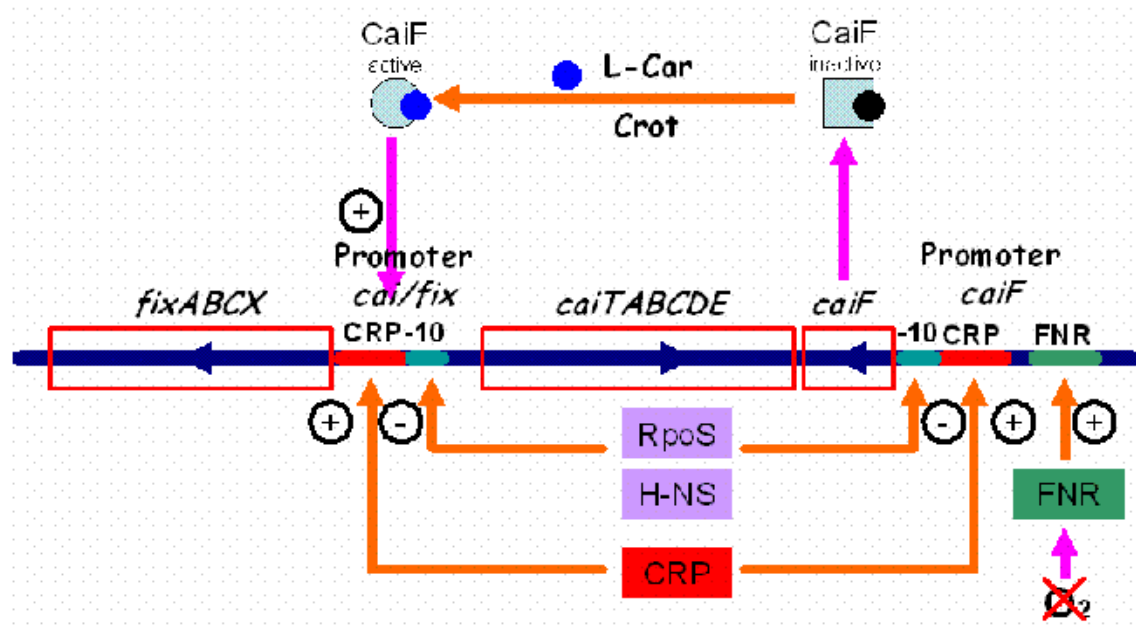 CaiF
active
L-Car
Crot
CaiF
inactive
+
Promoter
cai/fix
Promoter
caiF
fixABCX
caiTABCDE
caiF
CRP-10
-10 CRP
FNR
+
-
-
+
+
RpoS
H-NS
FNR
CRP
O2